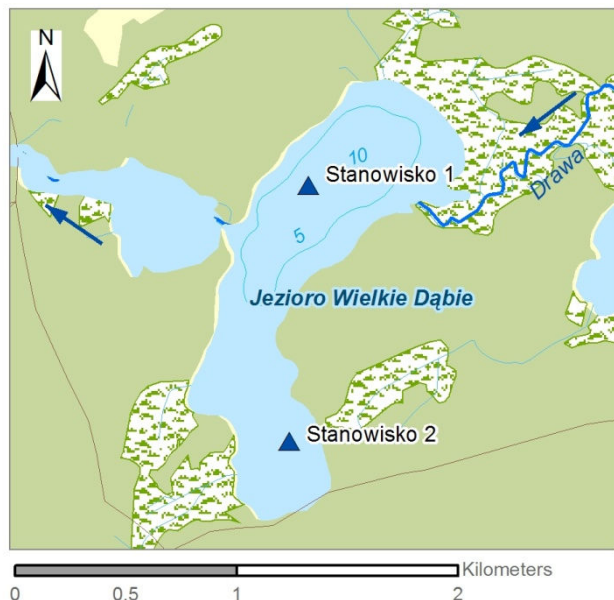 N
10
Stanowisko 1
Drawa
5
Jezioro Wielkie Dąbie
Stanowisko 2
Kilometers
0 0.5 1 2